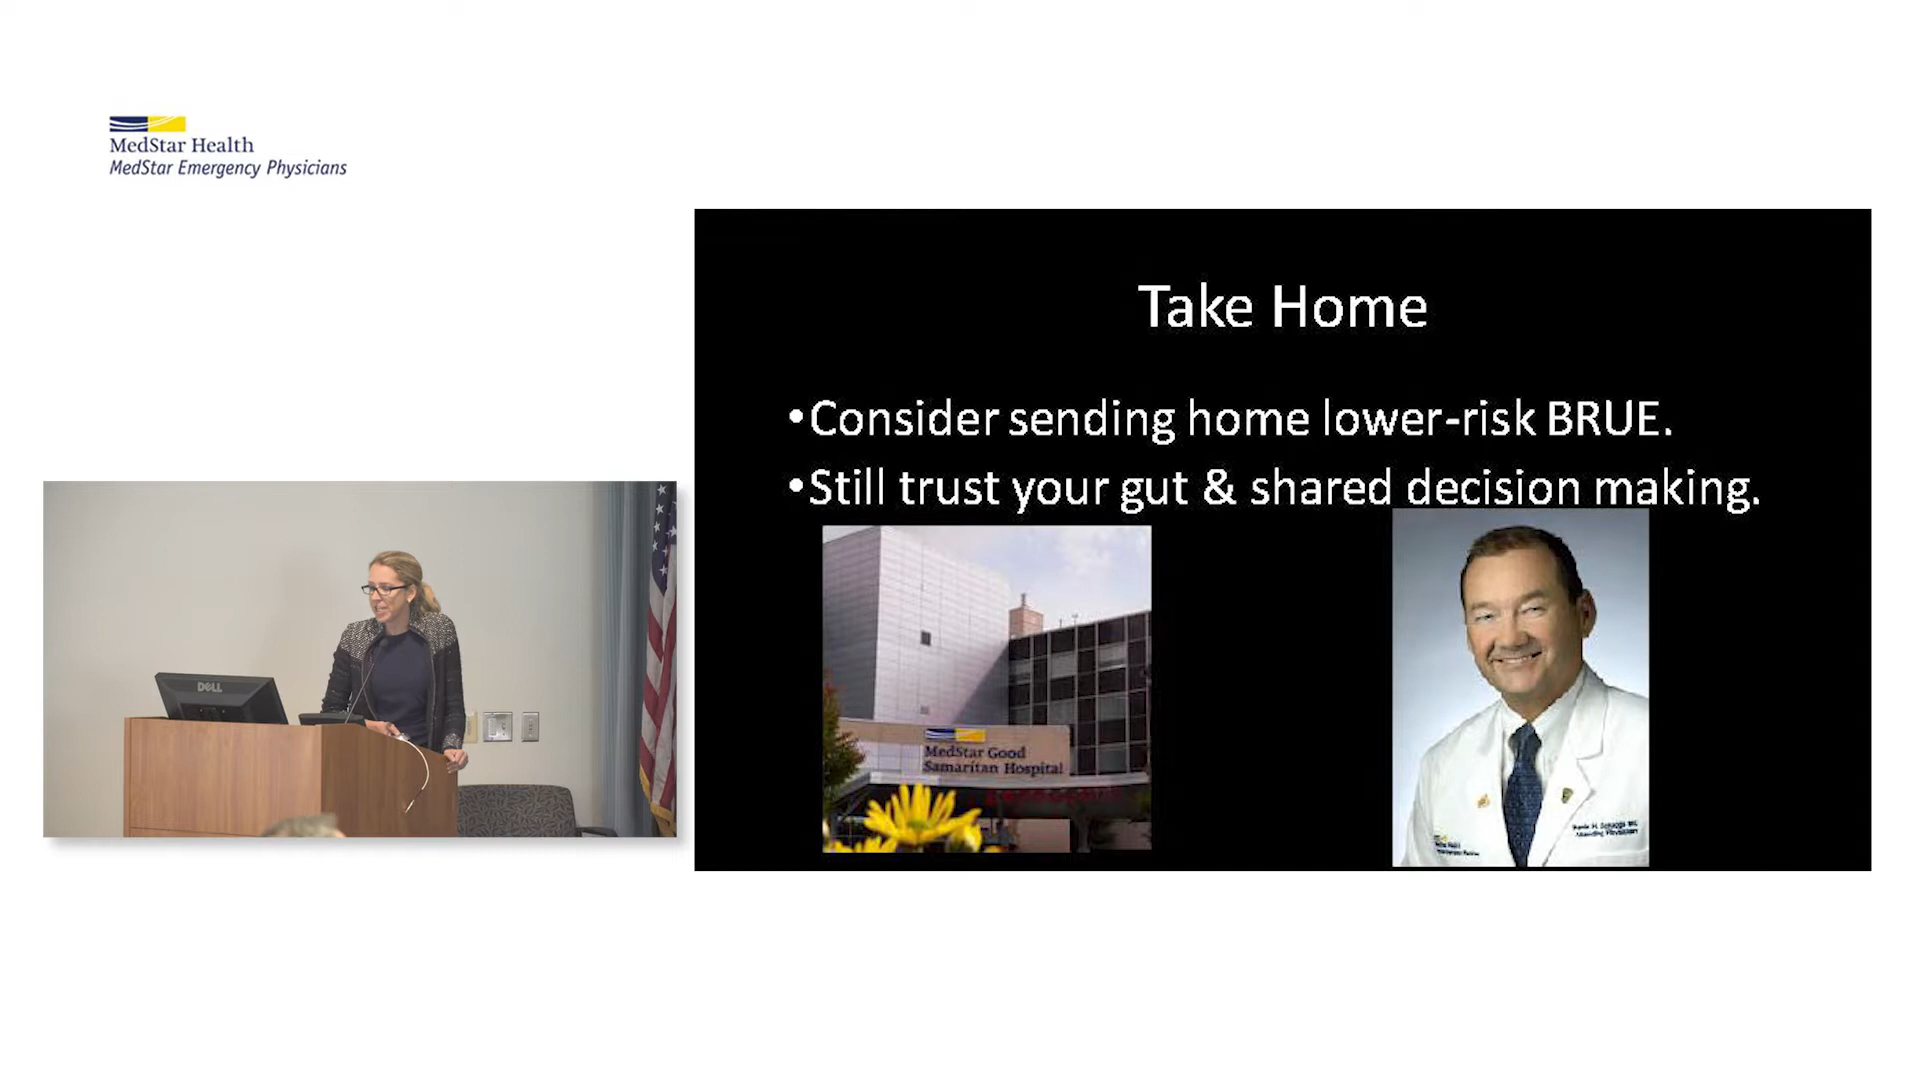 MedStar Health
MedStar Emergency Physicians
Take Home
•Consider sending home lower-risk BRUE.
•Still trust your gut & shared decision making.
DELL
MedStar Good
Samaritan Hospital